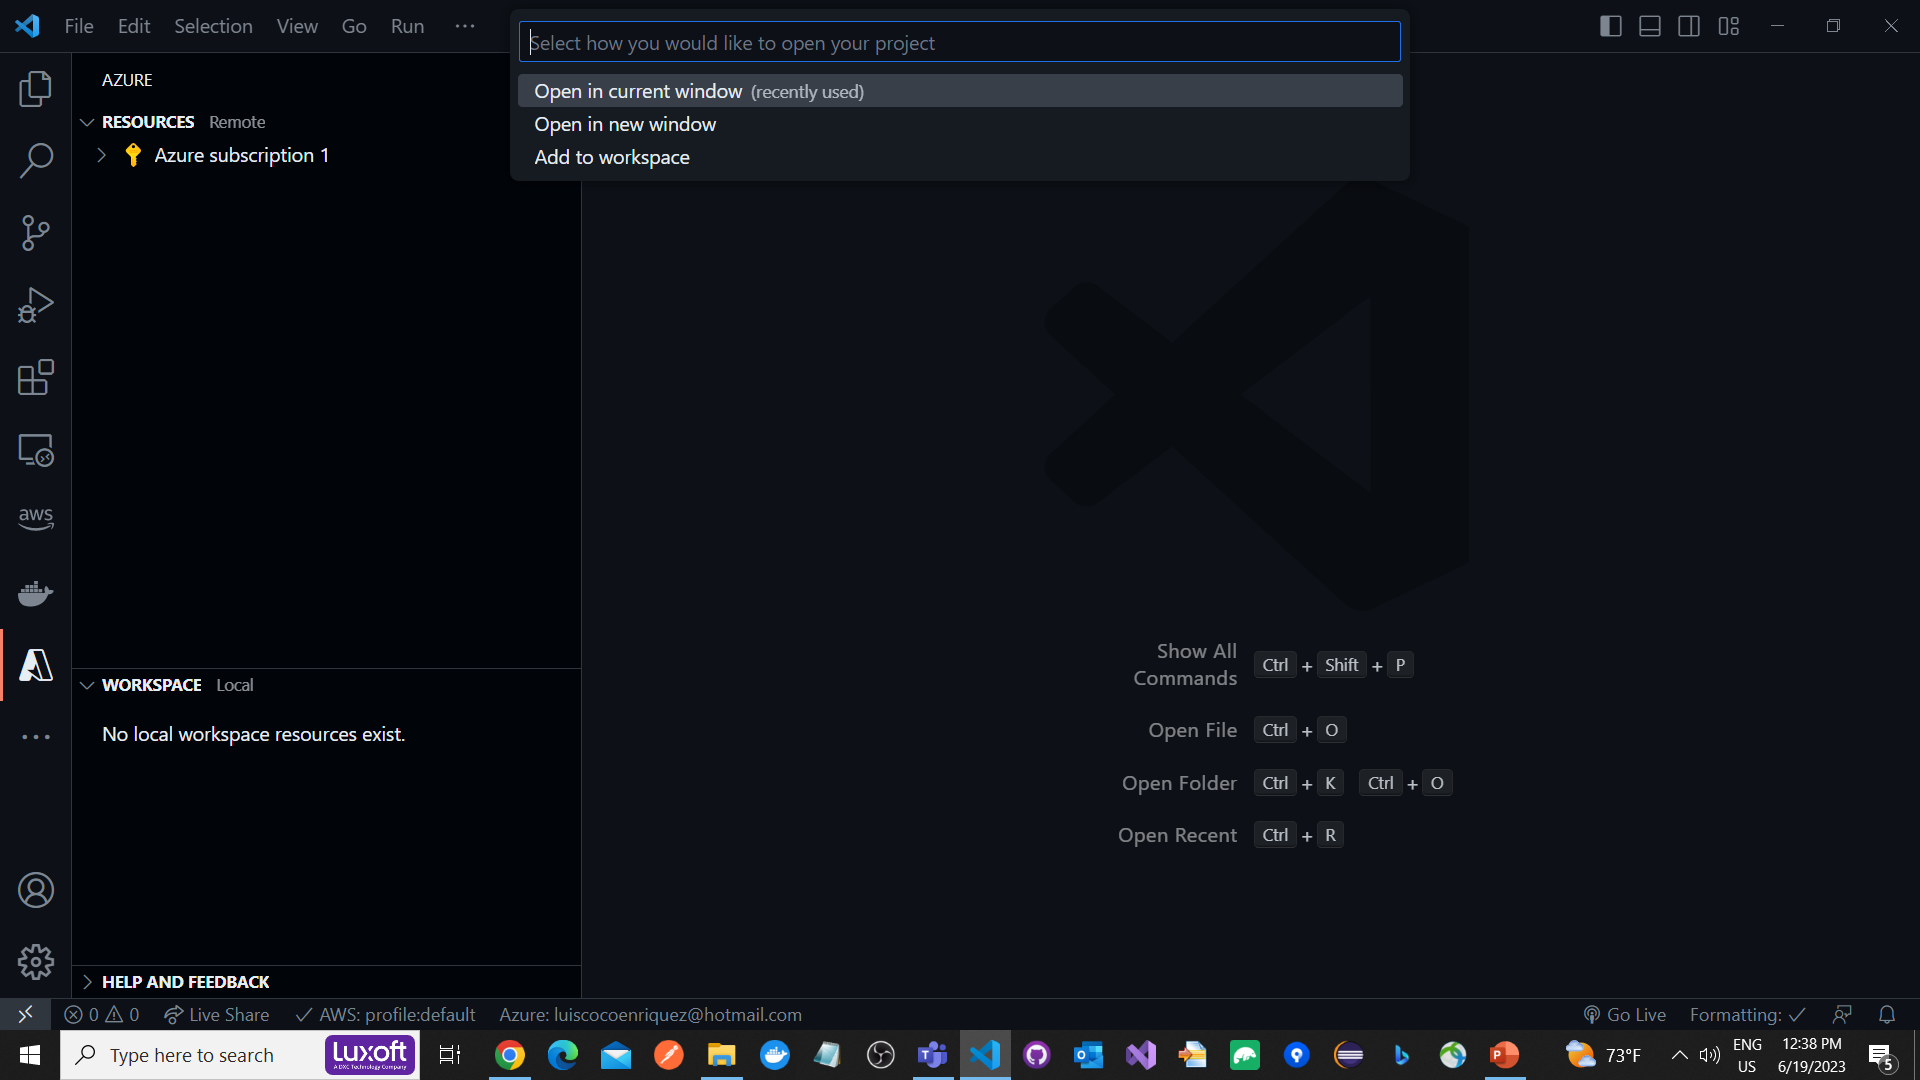 File Edit Selection View Go Run ···
Select how you would like to open your project
Open in current window (recently used)
Open in new window
Add to workspace
AZURE
RESOURCES Remote
Azure subscription 1
aws
WORKSPACE Local
No local workspace resources exist.
HELP AND FEEDBACK
Show All Commands Ctrl + Shift + P
Open File Ctrl + O
Open Folder Ctrl + K Ctrl + O
Open Recent Ctrl + R
0 0 Live Share AWS: profile:default Azure: luiscocoenriquez@hotmail.com Go Live Formatting:
Type here to search
luxoft
A DXC Technology Company
73°F
ENG
US
12:38 PM
6/19/2023
5